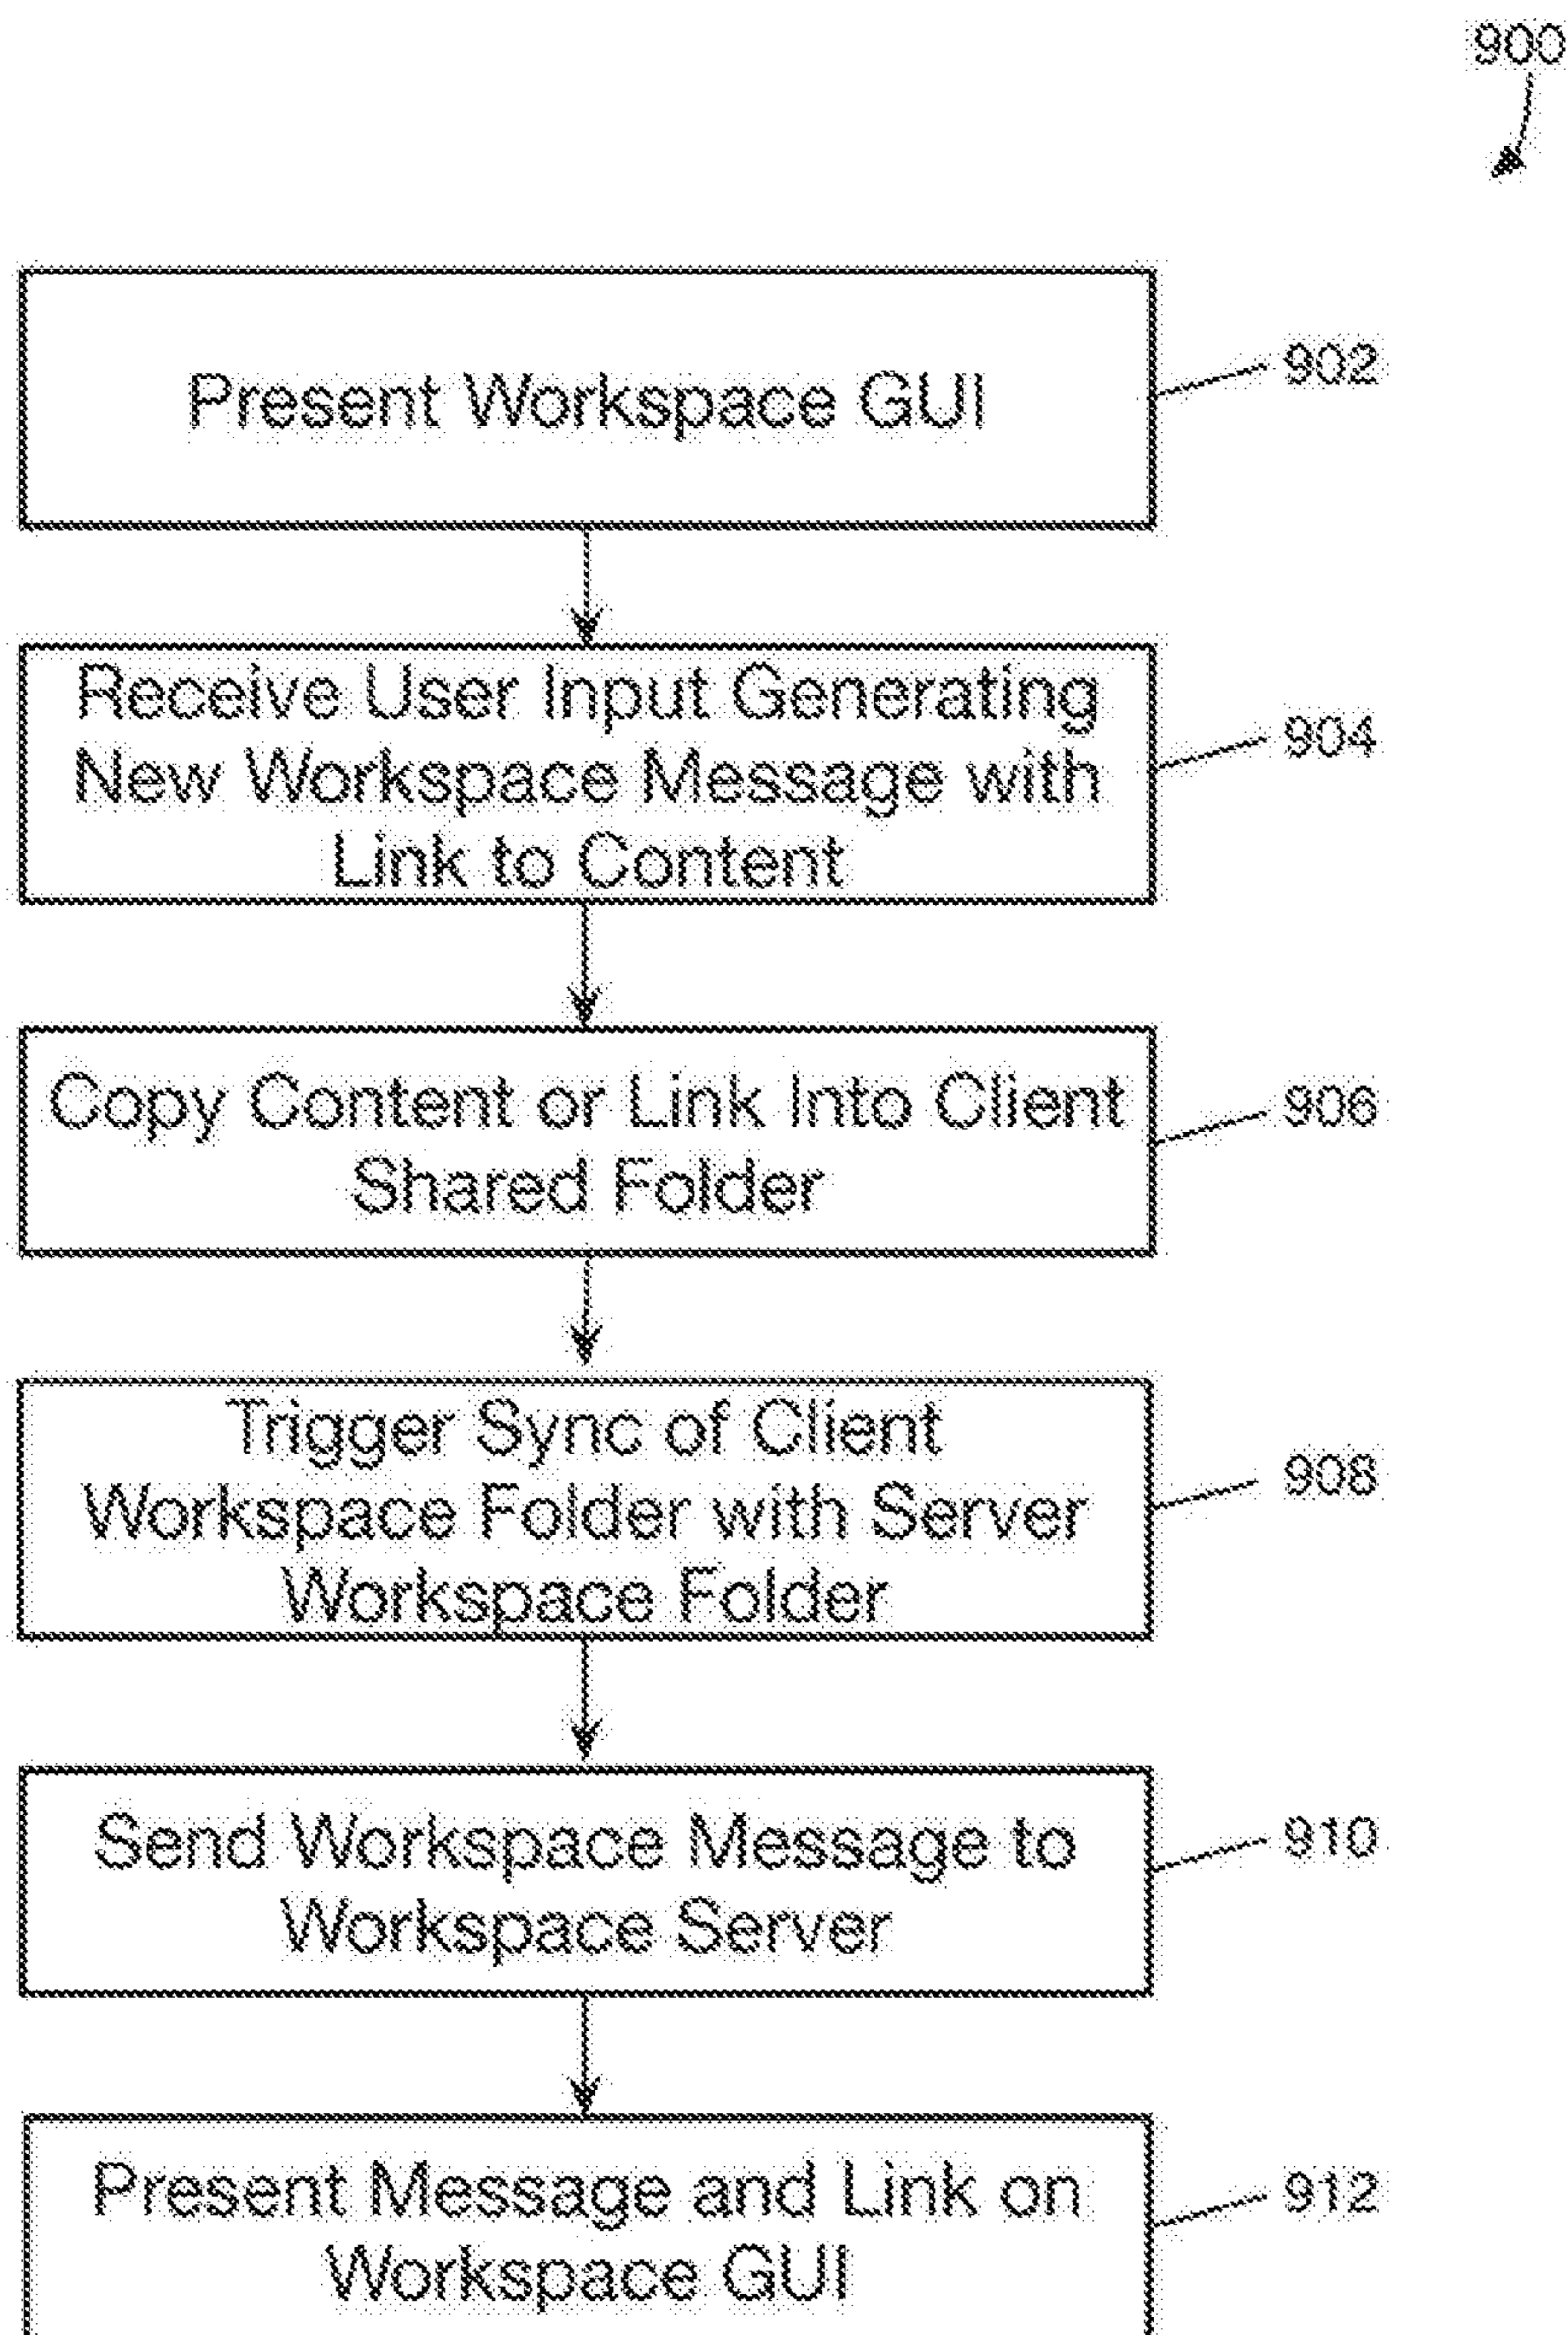 900
Present Workspace GUI
902
Receive User Input Generating
New Workspace Message with
Link to Content
904
Copy Content or Link Into Client
Shared Folder
906
Trigger Sync of Client
Workspace Folder with Server
Workspace Folder
908
Send Workspace Message to
Workspace Server
910
Present Message and Link on
Workspace GUI
912